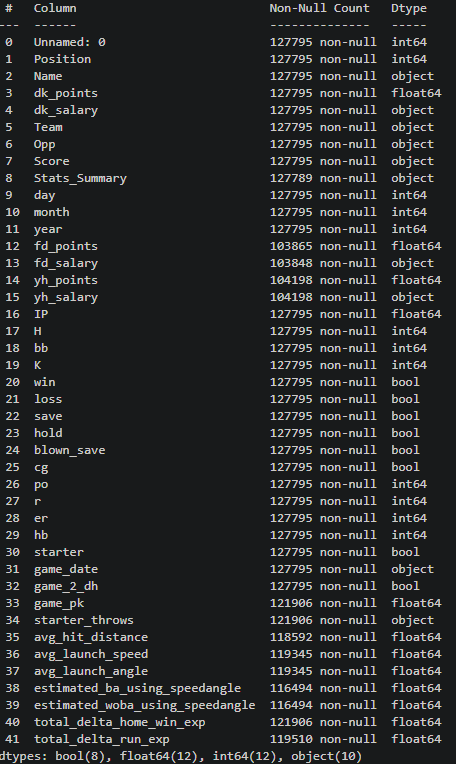 #   Column                           Non-Null Count   Dtype
---  ------                           --------------   -----
0   Unnamed: 0                       127795 non-null  int64
1   Position                         127795 non-null  int64
2   Name                             127795 non-null  object
3   dk_points                        127795 non-null  float64
4   dk_salary                        127795 non-null  object
5   Team                             127795 non-null  object
6   Opp                              127795 non-null  object
7   Score                            127795 non-null  object
8   Stats_Summary                    127789 non-null  object
9   day                              127795 non-null  int64
10  month                            127795 non-null  int64
11  year                             127795 non-null  int64
12  fd_points                        103865 non-null  float64
13  fd_salary                        103848 non-null  object
14  yh_points                        104198 non-null  float64
15  yh_salary                        104198 non-null  object
16  IP                               127795 non-null  float64
17  H                                127795 non-null  int64
18  bb                               127795 non-null  int64
19  K                                127795 non-null  int64
20  win                              127795 non-null  bool
21  loss                             127795 non-null  bool
22  save                             127795 non-null  bool
23  hold                             127795 non-null  bool
24  blown_save                       127795 non-null  bool
25  cg                               127795 non-null  bool
26  po                               127795 non-null  int64
27  r                                127795 non-null  int64
28  er                               127795 non-null  int64
29  hb                               127795 non-null  int64
30  starter                          127795 non-null  bool
31  game_date                        127795 non-null  object
32  game_2_dh                        127795 non-null  bool
33  game_pk                          121906 non-null  float64
34  starter_throws                   121906 non-null  object
35  avg_hit_distance                 118592 non-null  float64
36  avg_launch_speed                 119345 non-null  float64
37  avg_launch_angle                 119345 non-null  float64
38  estimated_ba_using_speedangle    116494 non-null  float64
39  estimated_woba_using_speedangle  116494 non-null  float64
40  total_delta_home_win_exp         121906 non-null  float64
41  total_delta_run_exp              119510 non-null  float64
dtypes: bool(8), float64(12), int64(12), object(10)